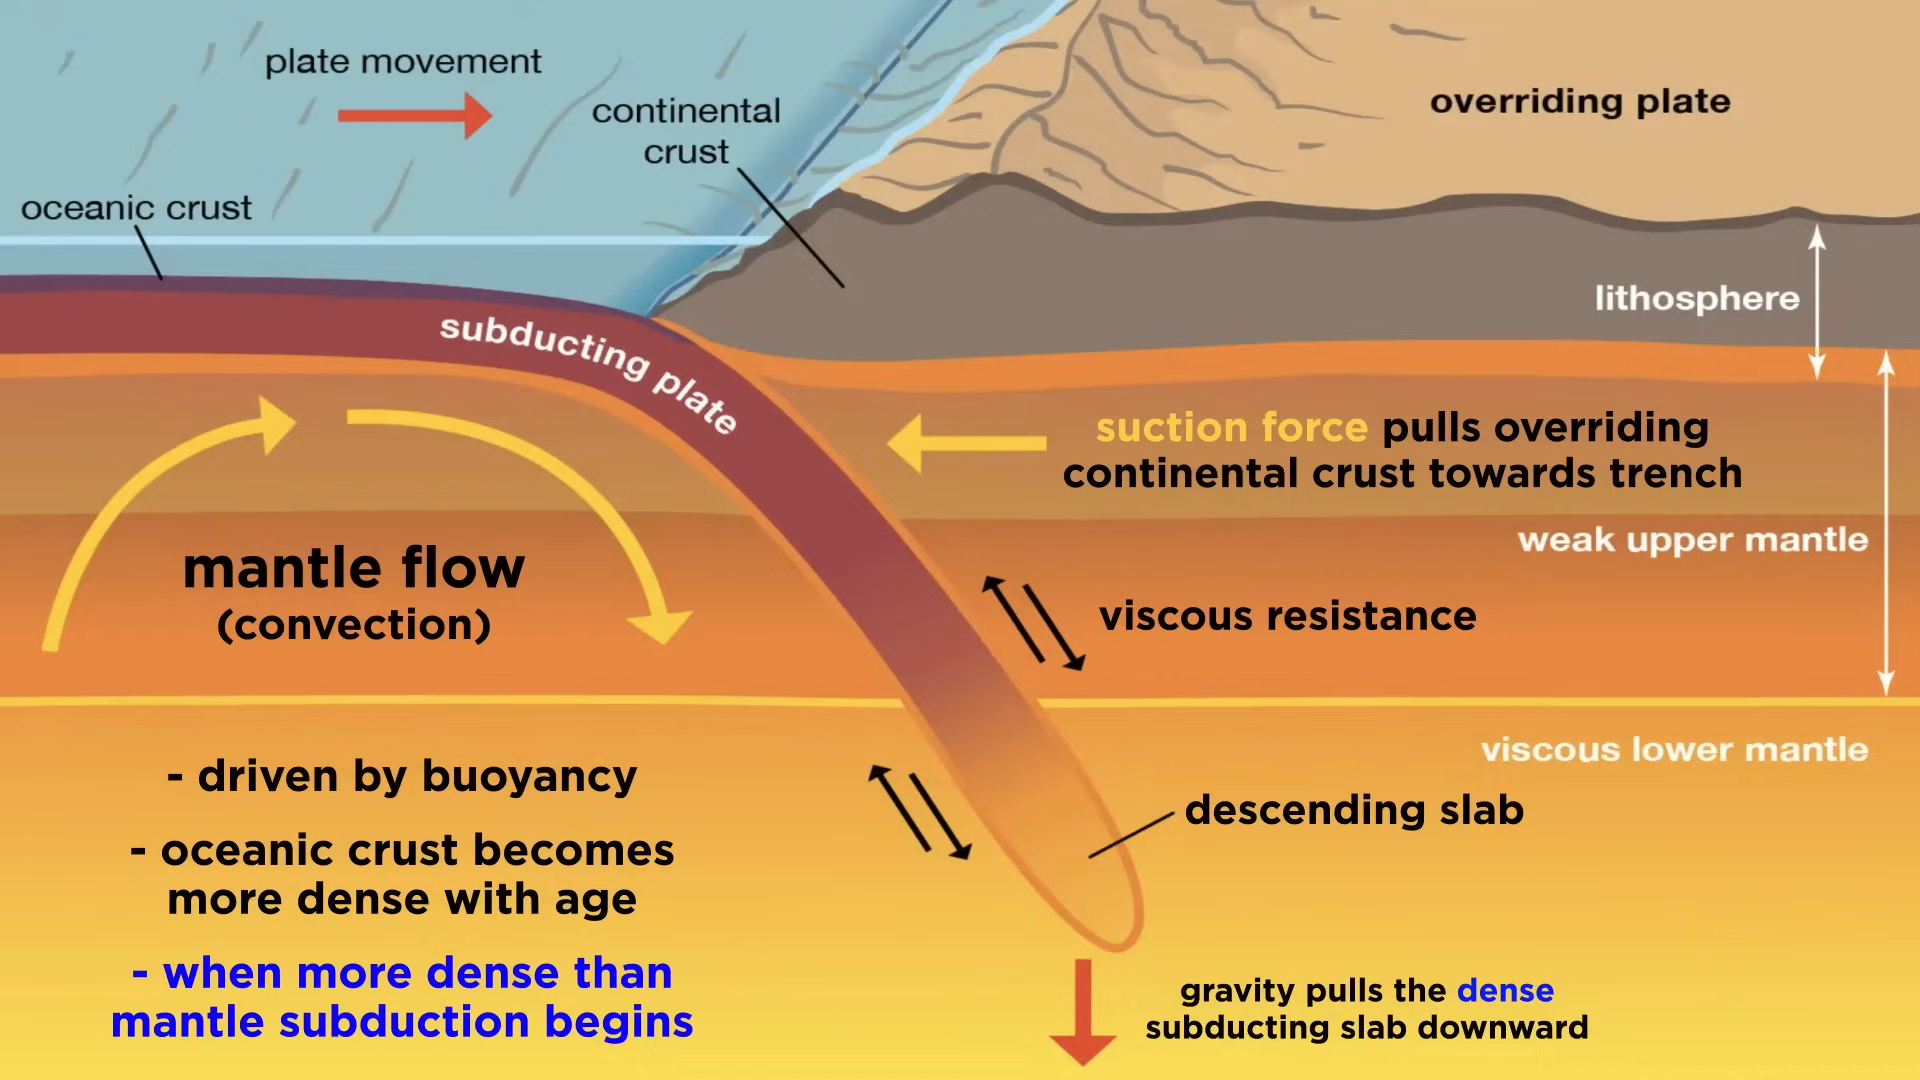 plate movement
continental
crust
overriding plate
oceanic crust
lithosphere
subducting plate
suction force pulls overriding
continental crust towards trench
weak upper mantle
mantle flow
(convection)
viscous resistance
viscous lower mantle
- driven by buoyancy
descending slab
- oceanic crust becomes
more dense with age
- when more dense than
mantle subduction begins
gravity pulls the dense
subducting slab downward